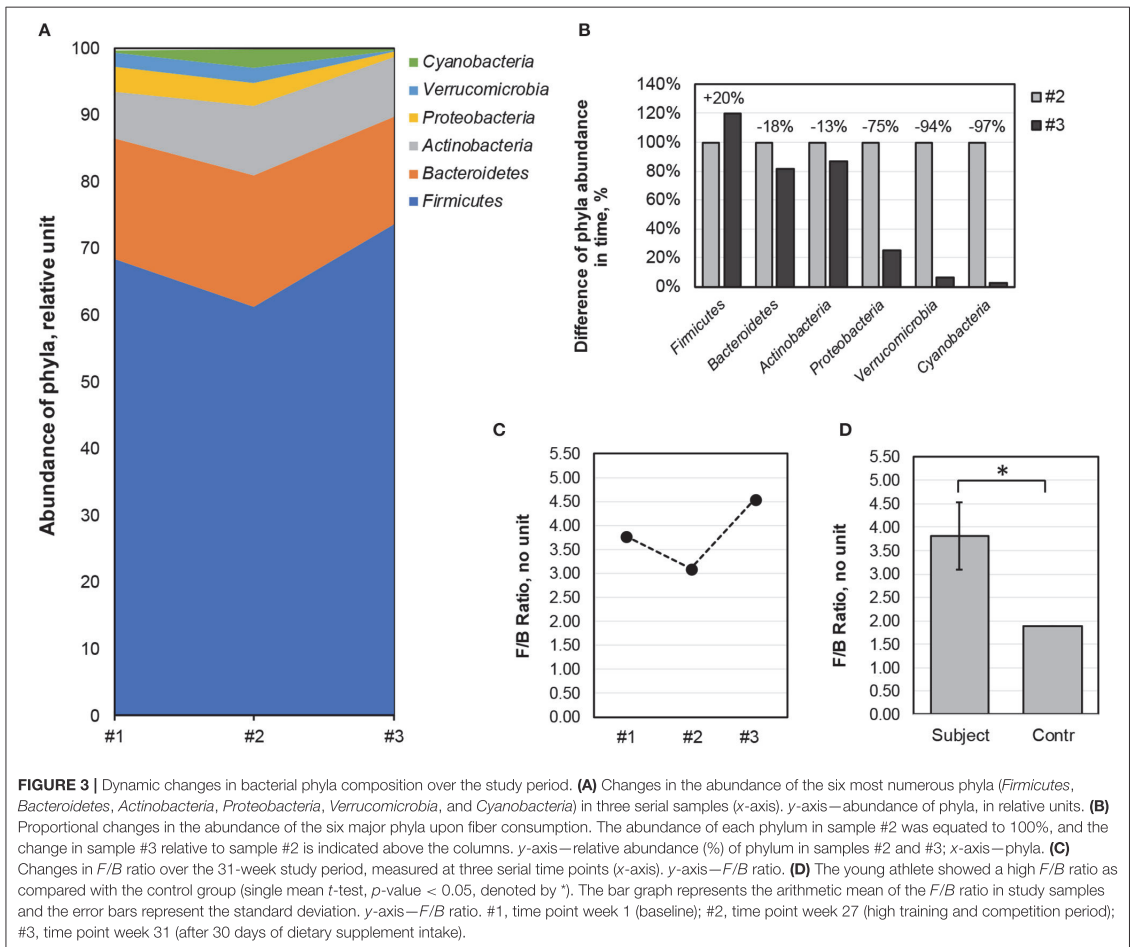 A
Abundance of phyla, relative unit
100
90
80
70
60
50
40
30
20
10
0
#1
#2
#3
Cyanobacteria
Verrucomicrobia
Proteobacteria
Actinobacteria
Bacteroidetes
Firmicutes
B
Difference of phyla abundance
in time, %
140%
120%
100%
80%
60%
40%
20%
0%
+20%
-18%
-13%
-75%
-94%
-97%
Firmicutes
Bacteroidetes
Actinobacteria
Proteobacteria
Verrucomicrobia
Cyanobacteria
#2
#3
C
F/B Ratio, no unit
5.50
5.00
4.50
4.00
3.50
3.00
2.50
2.00
1.50
1.00
0.50
0.00
#1
#2
#3
D
F/B Ratio, no unit
5.50
5.00
4.50
4.00
3.50
3.00
2.50
2.00
1.50
1.00
0.50
0.00
*
Subject
Contr
FIGURE 3 | Dynamic changes in bacterial phyla composition over the study period. (A) Changes in the abundance of the six most numerous phyla (Firmicutes,
Bacteroidetes, Actinobacteria, Proteobacteria, Verrucomicrobia, and Cyanobacteria) in three serial samples (x-axis). y-axis—abundance of phyla, in relative units. (B)
Proportional changes in the abundance of the six major phyla upon fiber consumption. The abundance of each phylum in sample #2 was equated to 100%, and the
change in sample #3 relative to sample #2 is indicated above the columns. y-axis—relative abundance (%) of phylum in samples #2 and #3; x-axis—phyla. (C)
Changes in F/B ratio over the 31-week study period, measured at three serial time points (x-axis). y-axis—F/B ratio. (D) The young athlete showed a high F/B ratio as
compared with the control group (single mean t-test, p-value < 0.05, denoted by *). The bar graph represents the arithmetic mean of the F/B ratio in study samples
and the error bars represent the standard deviation. y-axis—F/B ratio. #1, time point week 1 (baseline); #2, time point week 27 (high training and competition period);
#3, time point week 31 (after 30 days of dietary supplement intake).